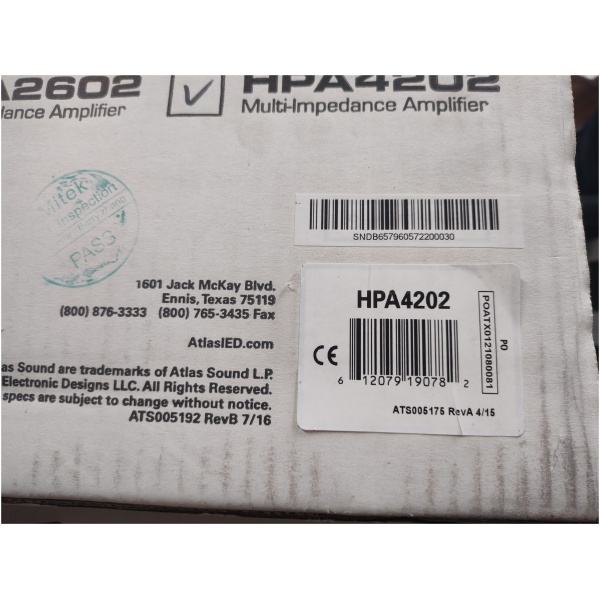 A2602
dance Amplifier
HPA4202
Multi-Impedance Amplifier
Mitek
Inspection
PASS
SNDB657960572200030
1601 Jack McKay Blvd.
Ennis, Texas 75119
(800) 876-3333 (800) 765-3435 Fax
AtlasIED.com
as Sound are trademarks of Atlas Sound L.P.
Electronic Designs LLC. All Rights Reserved.
specs are subject to change without notice.
ATS005192 RevB 7/16
HPA4202
CE
6 12079 19078 2
ATS005175 RevA 4/15
PO
POATX0121080081